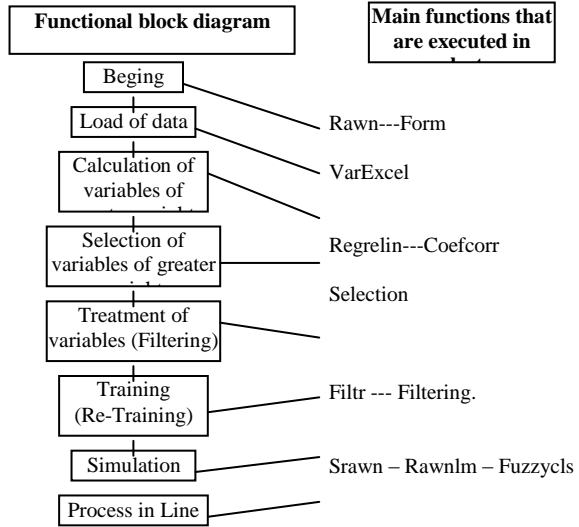 Functional block diagram
Main functions that
are executed in
Beging
Load of data
Calculation of
variables of
Selection of
variables of greater
Treatment of
variables (Filtering)
Training
(Re-Training)
Simulation
Process in Line
Rawn---Form
VarExcel
Regrelin---Coefcorr
Selection
Filtr --- Filtering.
Srawn – Rawnlm – Fuzzycls